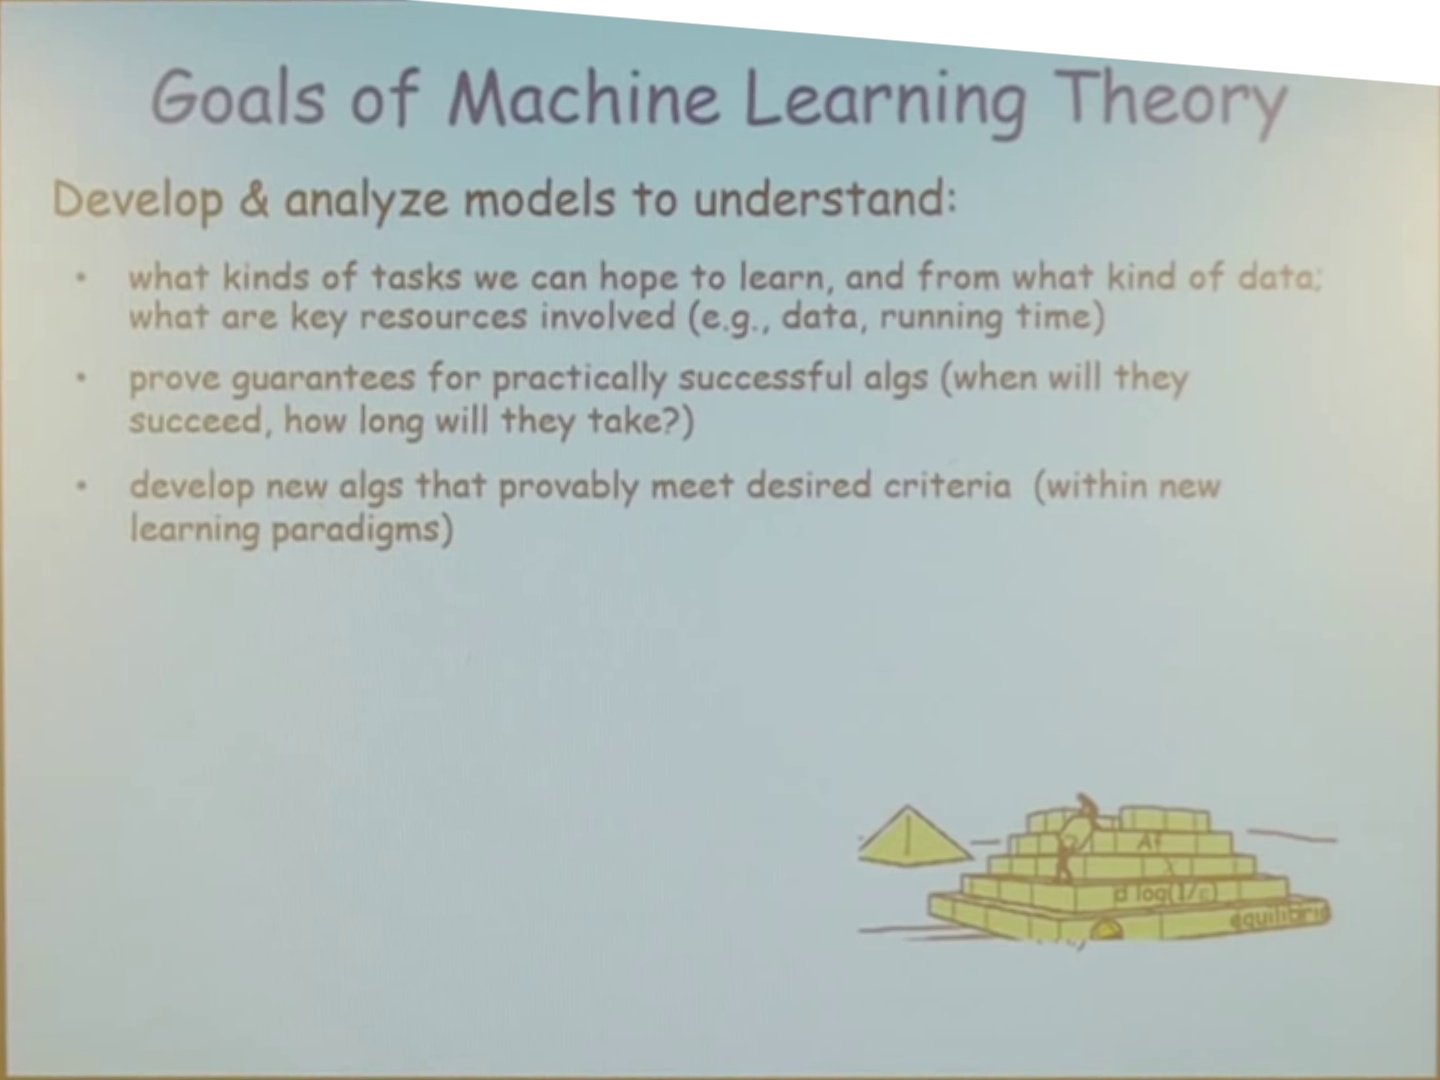 Goals of Machine Learning Theory
Develop & analyze models to understand:
• what kinds of tasks we can hope to learn, and from what kind of data;
what are key resources involved (e.g., data, running time)
• prove guarantees for practically successful algs (when will they
succeed, how long will they take?)
• develop new algs that provably meet desired criteria (within new
learning paradigms)
d log(1/ε)
equilibria